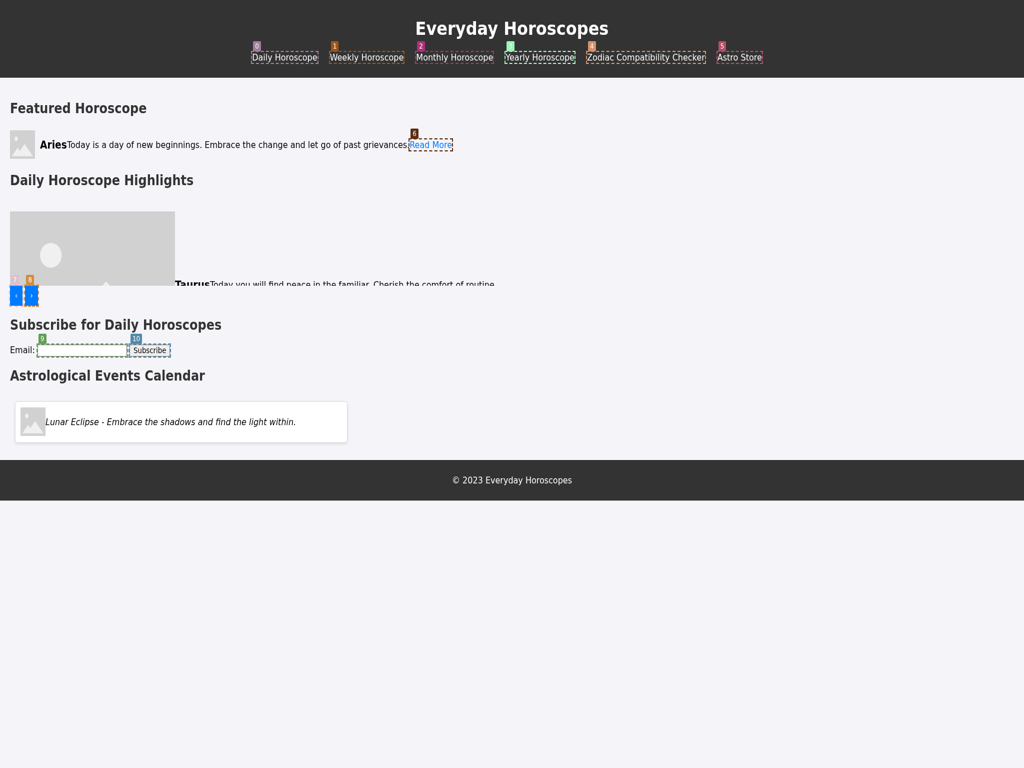 Everyday Horoscopes
0 1 2 3 4 5
Daily Horoscope Weekly Horoscope Monthly Horoscope Yearly Horoscope Zodiac Compatibility Checker Astro Store
Featured Horoscope
6
Aries Today is a day of new beginnings. Embrace the change and let go of past grievances. Read More
Daily Horoscope Highlights
7 8
Taurus Today you will find peace in the familiar. Cherish the comfort of routine.
‹ ›
Subscribe for Daily Horoscopes
9 10
Email: Subscribe
Astrological Events Calendar
Lunar Eclipse - Embrace the shadows and find the light within.
© 2023 Everyday Horoscopes